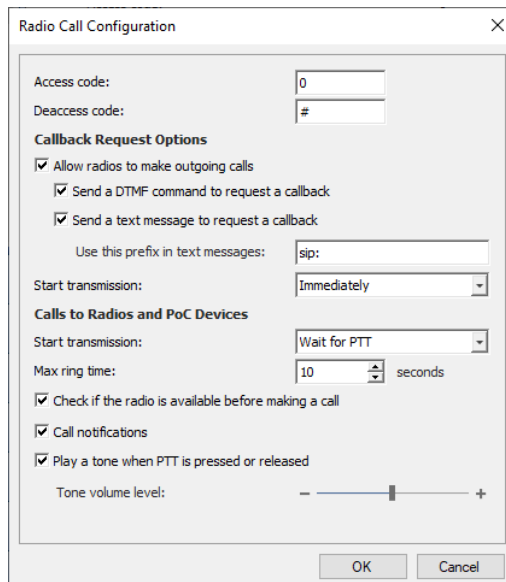 Radio Call Configuration
Access code: 0
Deaccess code: #
Callback Request Options
Allow radios to make outgoing calls
Send a DTMF command to request a callback
Send a text message to request a callback
Use this prefix in text messages: sip:
Start transmission: Immediately
Calls to Radios and PoC Devices
Start transmission: Wait for PTT
Max ring time: 10 seconds
Check if the radio is available before making a call
Call notifications
Play a tone when PTT is pressed or released
Tone volume level:
OK Cancel